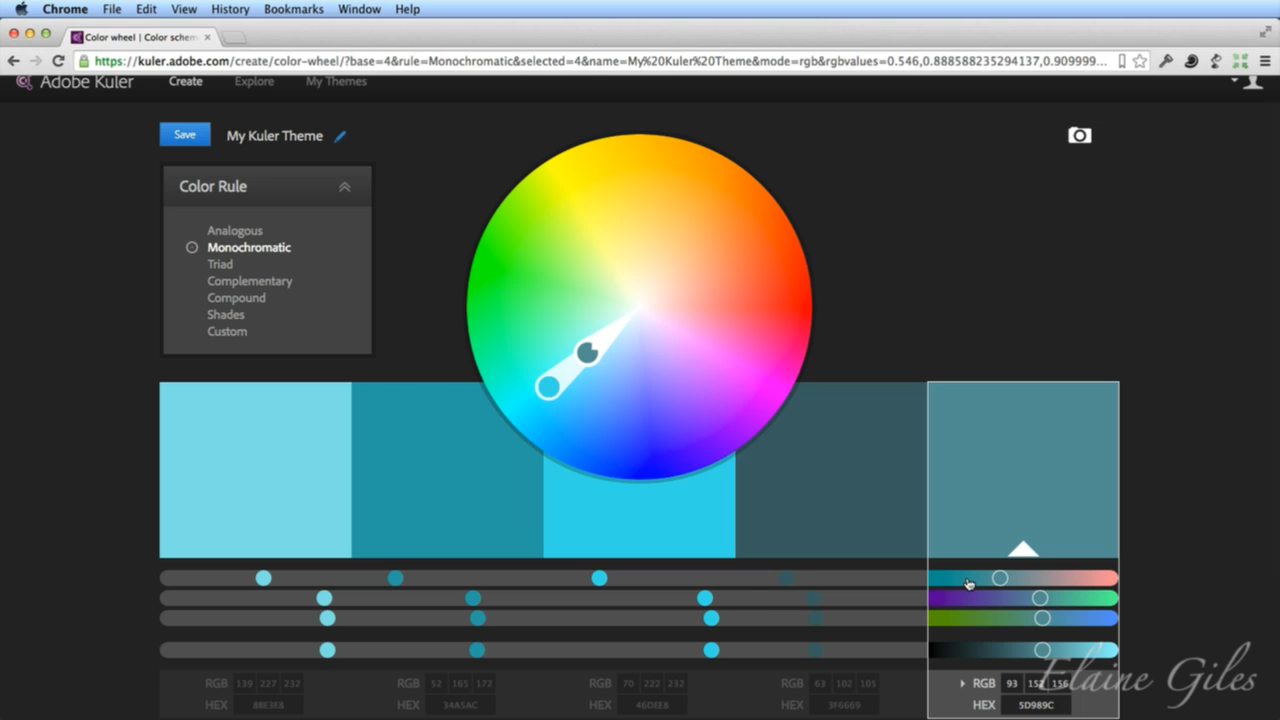 Chrome File Edit View History Bookmarks Window Help
Color wheel | Color schem
https://kuler.adobe.com/create/color-wheel/?base=4&rule=Monochromatic&selected=4&name=My%20Kuler%20Theme&mode=rgb&rgbvalues=0.546,0.888588235294137,0.909999...
Adobe Kuler Create Explore My Themes
Save My Kuler Theme
Color Rule
Analogous
Monochromatic
Triad
Complementary
Compound
Shades
Custom
RGB 139 227 232 RGB 52 165 172 RGB 70 222 232 RGB 63 102 105 RGB 93 152 156
HEX 8BE3E8 HEX 34A5AC HEX 46DEE8 HEX 3F6669 HEX 5D989C
Elaine Giles